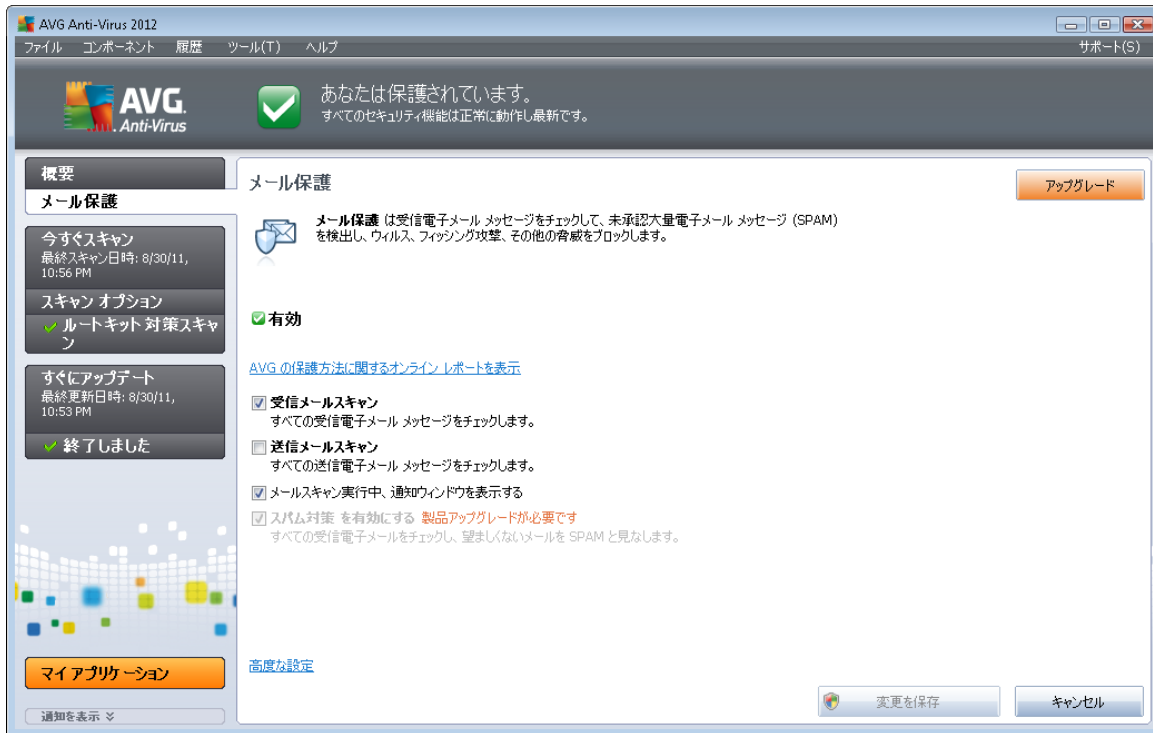 AVG Anti-Virus 2012
ファイル コンポーネント 履歴 ツール(T) ヘルプ サポート(S)
AVG.
Anti-Virus
あなたは保護されています。
すべてのセキュリティ機能は正常に動作し最新です。
概要
メール保護
今すぐスキャン
最終スキャン日時: 8/30/11,
10:56 PM
スキャン オプション
ルートキット 対策スキャ
ン
すぐにアップデート
最終更新日時: 8/30/11,
10:53 PM
終了しました
マイ アプリケーション
通知を表示
メール保護
アップグレード
メール保護 は受信電子メール メッセージをチェックして、未承認大量電子メール メッセージ (SPAM)
を検出し、ウィルス、フィッシング攻撃、その他の脅威をブロックします。
有効
AVG の保護方法に関するオンライン レポートを表示
受信メールスキャン
すべての受信電子メール メッセージをチェックします。
送信メールスキャン
すべての送信電子メール メッセージをチェックします。
メールスキャン実行中、通知ウィンドウを表示する
スパム対策 を有効にする 製品アップグレードが必要です
すべての受信電子メールをチェックし、望ましくないメールを SPAM と見なします。
高度な設定
変更を保存
キャンセル